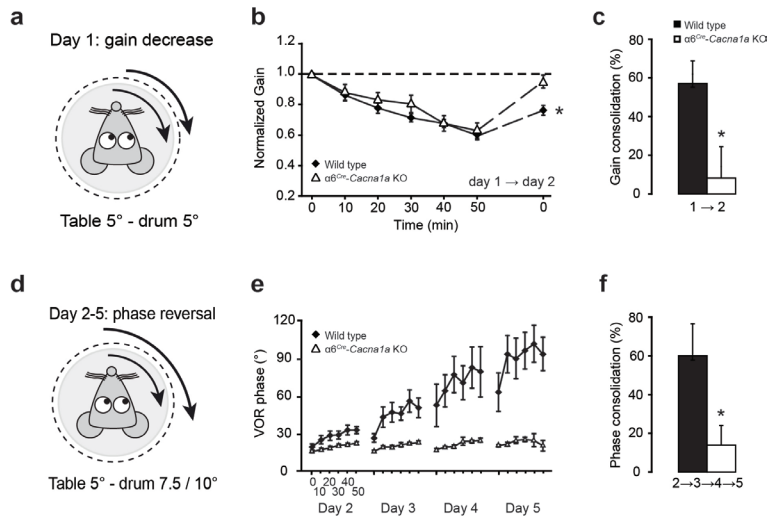 a
Day 1: gain decrease
Table 5° - drum 5°
b
Normalized Gain
1.2
1.0
0.8
0.6
0.4
0.2
Wild type
α6Cre-Cacna1a KO
day 1 → day 2
0 10 20 30 40 50 0
Time (min)
c
Wild type
α6Cre-Cacna1a KO
Gain consolidation (%)
80
60
40
20
0
*
1 → 2
*
d
Day 2-5: phase reversal
Table 5° - drum 7.5 / 10°
e
Wild type
α6Cre-Cacna1a KO
VOR phase (°)
120
90
60
30
0
0 20 40
10 30 50
Day 2 Day 3 Day 4 Day 5
f
Phase consolidation (%)
80
60
40
20
0
*
2→3→4→5